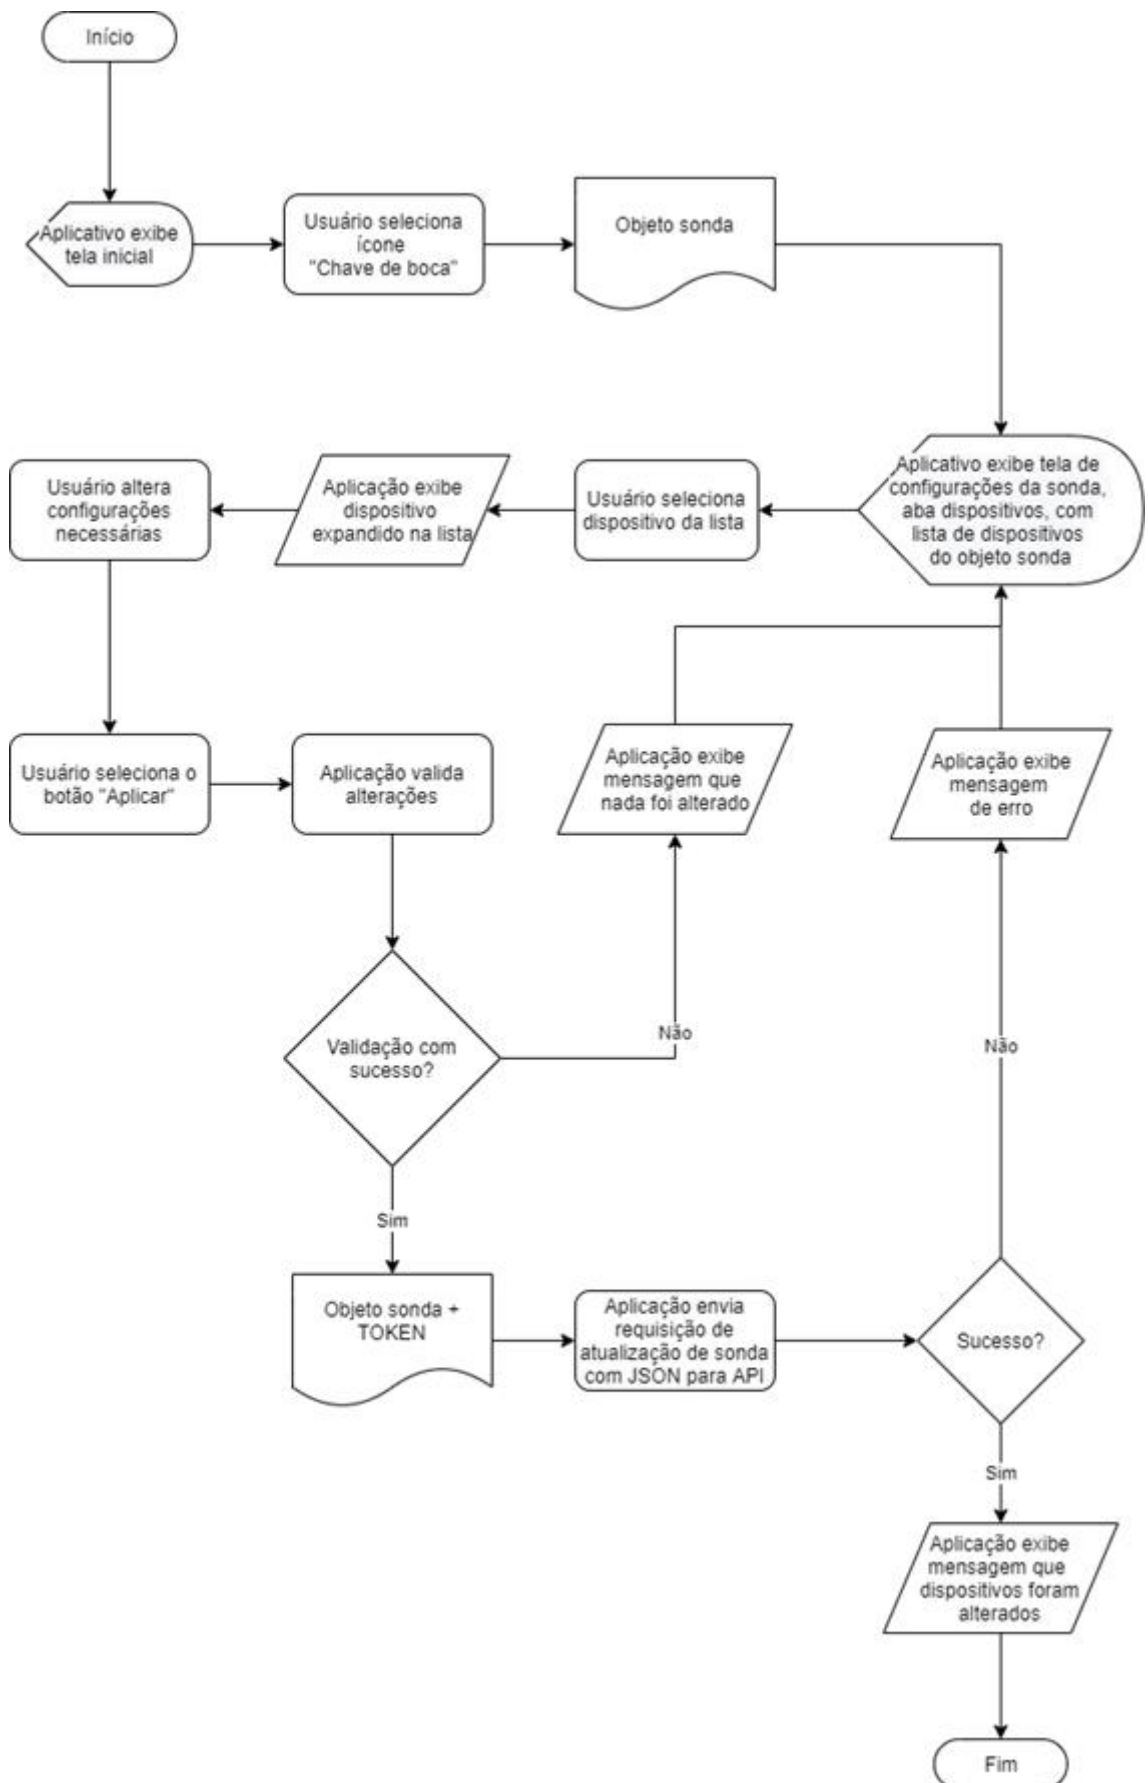 Início
Aplicativo exibe
tela inicial
Usuário seleciona
ícone
"Chave de boca"
Objeto sonda
Aplicativo exibe tela de
configurações da sonda,
aba dispositivos, com
lista de dispositivos
do objeto sonda
Usuário seleciona
dispositivo da lista
Aplicação exibe
dispositivo
expandido na lista
Usuário altera
configurações
necessárias
Usuário seleciona o
botão "Aplicar"
Aplicação valida
alterações
Aplicação exibe
mensagem que
nada foi alterado
Aplicação exibe
mensagem
de erro
Validação com
sucesso?
Não
Não
Sim
Objeto sonda +
TOKEN
Aplicação envia
requisição de
atualização de sonda
com JSON para API
Sucesso?
Sim
Aplicação exibe
mensagem que
dispositivos foram
alterados
Fim